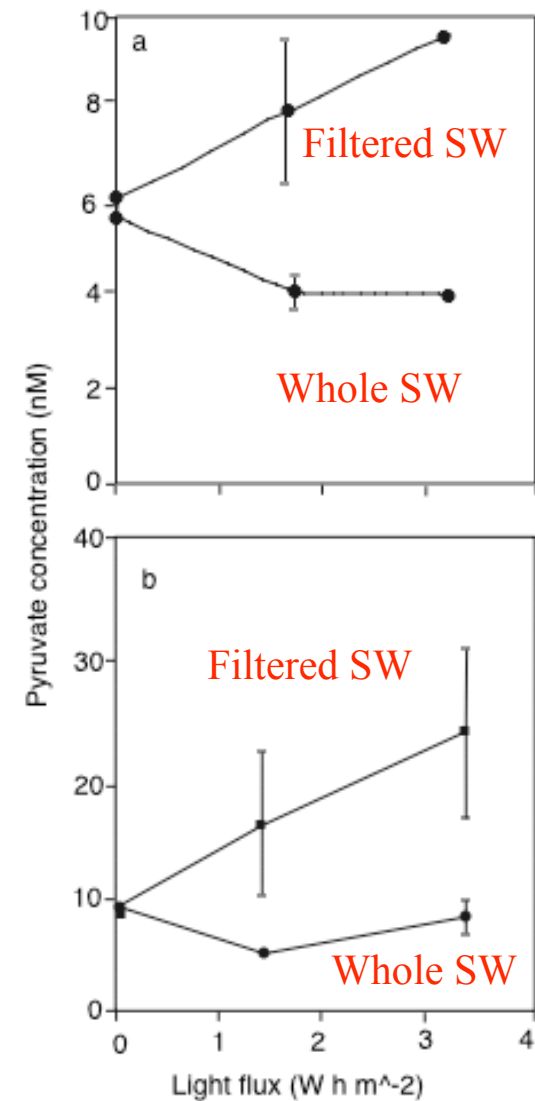 10
a
8
Filtered SW
6
4
Whole SW
2
0
Pyruvate concentration (nM)
40
b
30
Filtered SW
20
10
Whole SW
0
0 1 2 3 4
Light flux (W h m^-2)